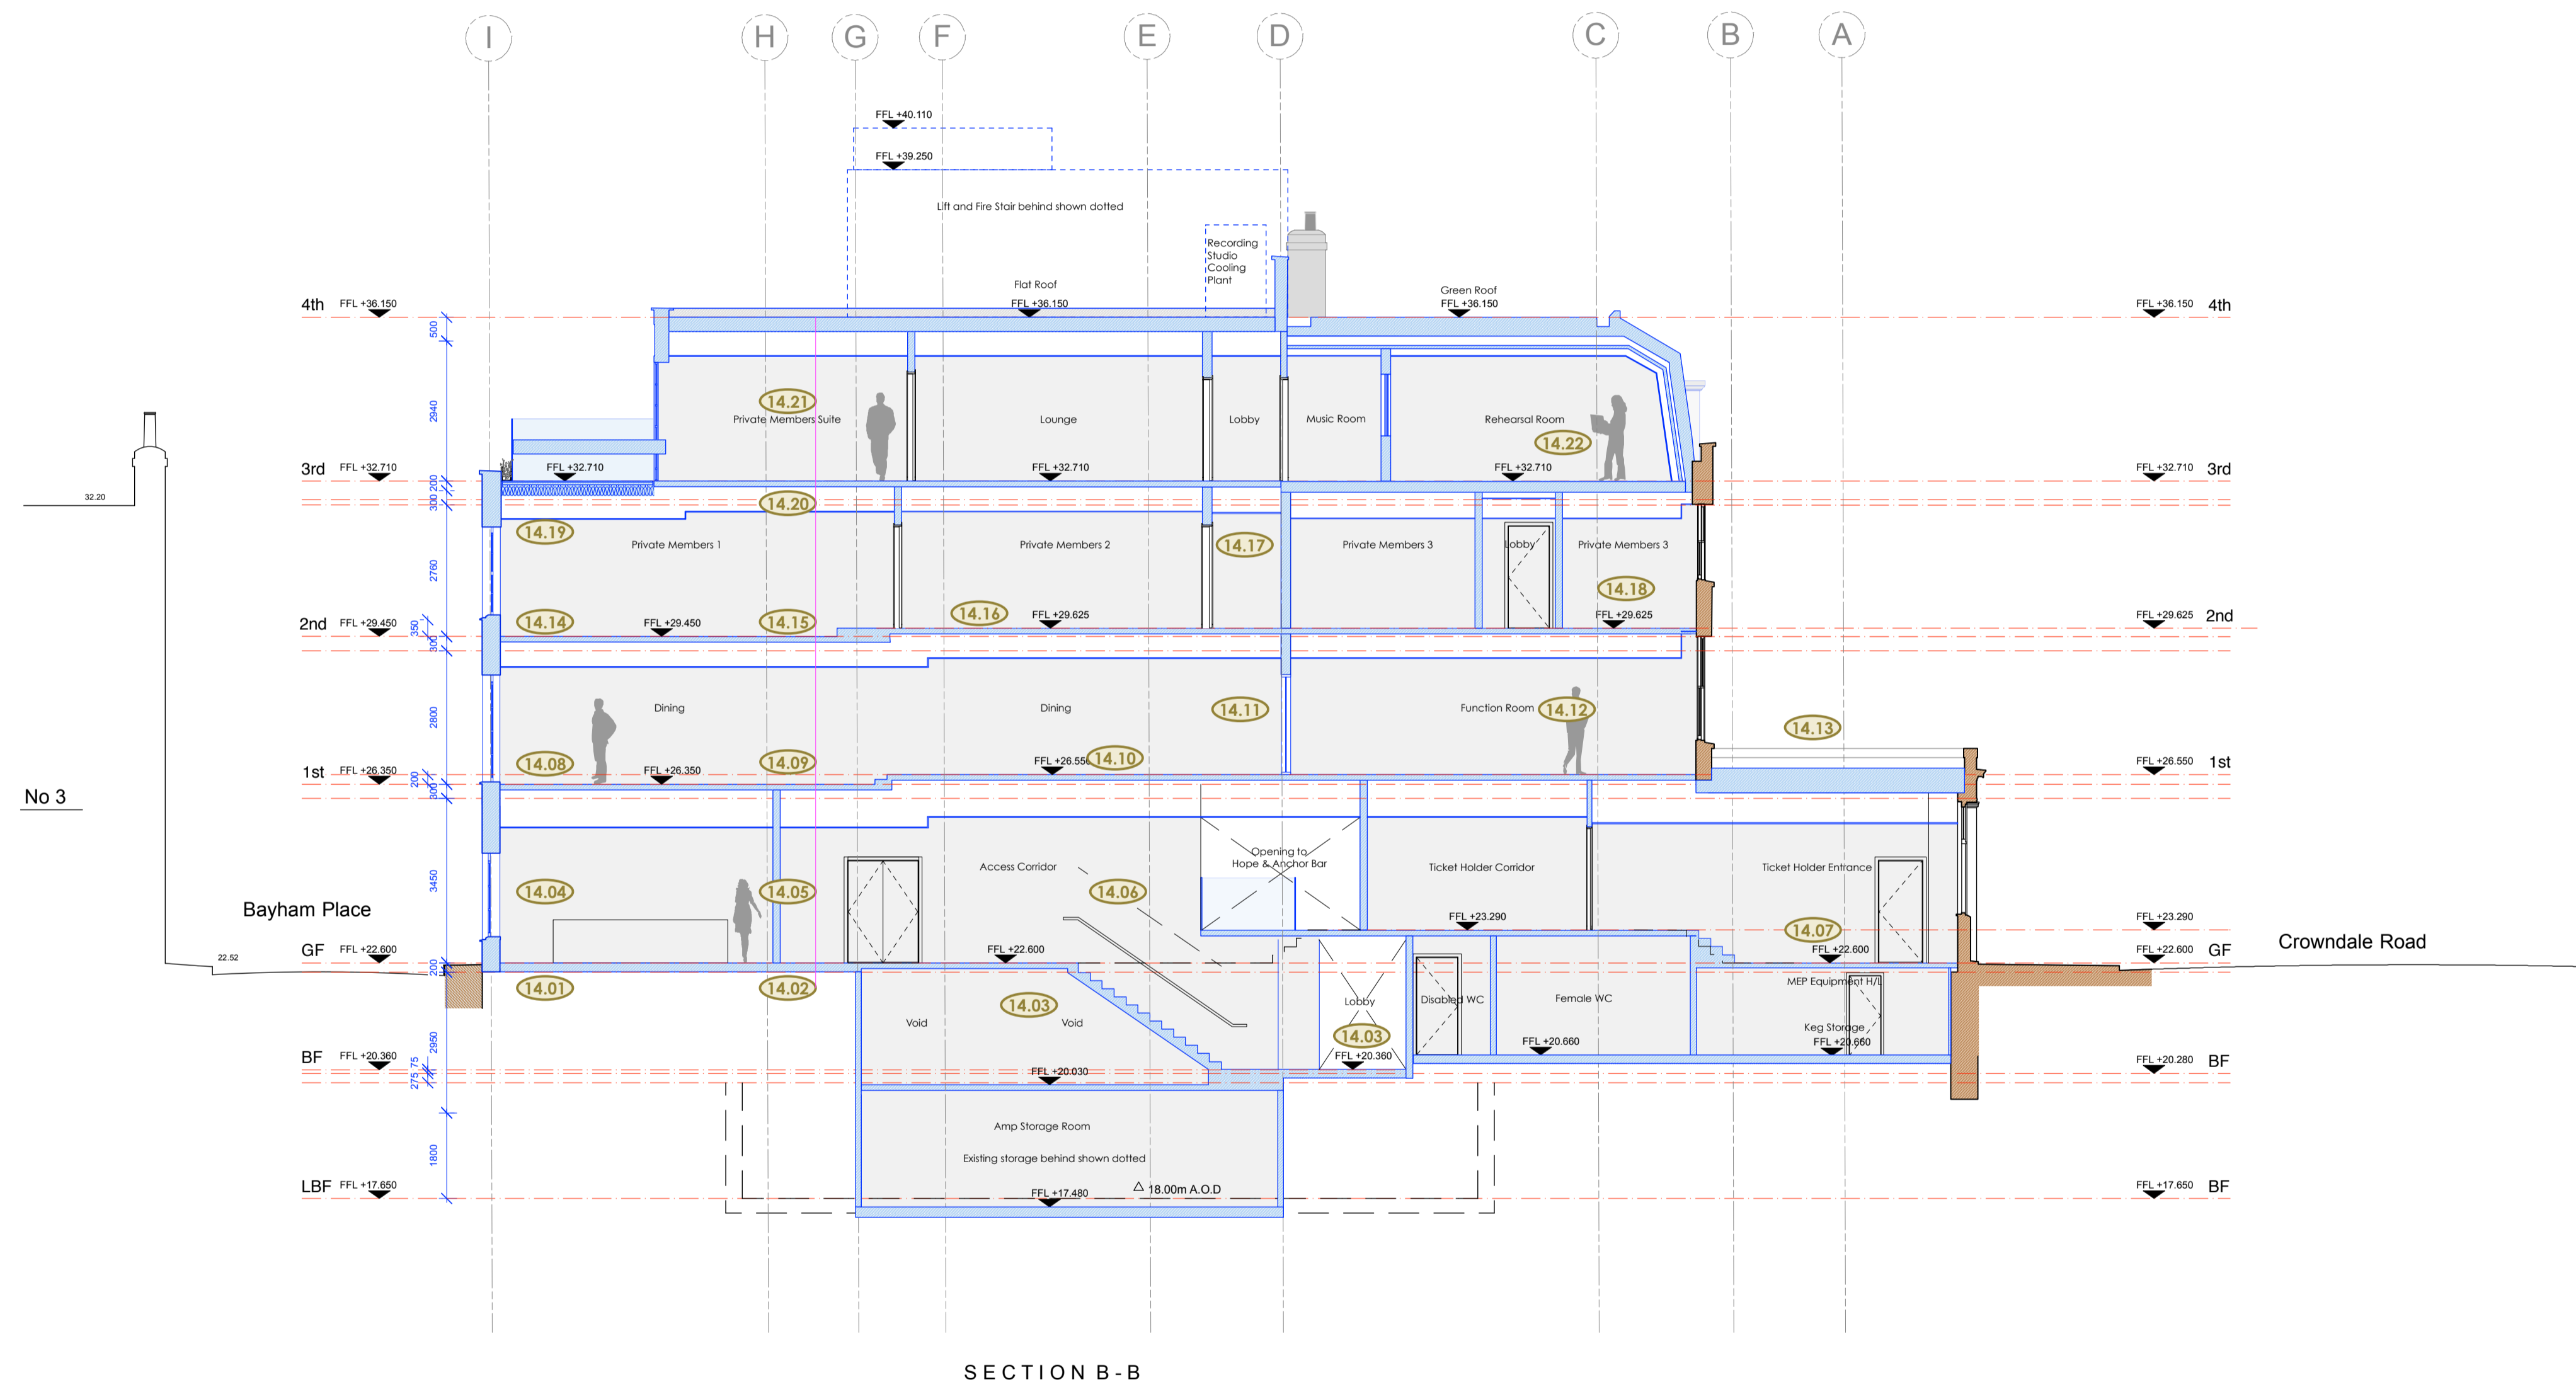 I H G F E D C B A
FFL +40.110
FFL +39.250
Lift and Fire Stair behind shown dotted
Recording
Studio
Cooling
Plant
Flat Roof
Green Roof
4th FFL +36.150
FFL +36.150
FFL +36.150
FFL +36.150 4th
500
2940
14.21
Private Members Suite
Lounge
Lobby
Music Room
Rehearsal Room
14.22
3rd FFL +32.710
FFL +32.710
FFL +32.710
FFL +32.710
FFL +32.710 3rd
32.20
200
300
14.20
14.19
Private Members 1
Private Members 2
14.17
Private Members 3
Lobby
Private Members 3
2760
14.18
14.14
14.15
14.16
2nd FFL +29.450
FFL +29.450
FFL +29.625
FFL +29.625
FFL +29.625 2nd
350
300
Dining
Dining
14.11
Function Room
14.12
2800
14.13
14.08
14.09
14.10
1st FFL +26.350
FFL +26.350
FFL +26.550
FFL +26.550 1st
200
300
No 3
Opening to
Hope & Anchor Bar
Access Corridor
Ticket Holder Corridor
Ticket Holder Entrance
3450
14.04
14.05
14.06
Bayham Place
FFL +23.290
FFL +23.290
14.07
GF FFL +22.600
FFL +22.600
FFL +22.600
FFL +22.600 GF
Crowndale Road
22.52
200
14.01
14.02
14.03
MEP Equipment H/L
Lobby
Disabled WC
Female WC
Void
Void
Keg Storage
14.03
2950
FFL +20.660
FFL +20.660
BF FFL +20.360
FFL +20.360
FFL +20.280 BF
75
275
FFL +20.030
Amp Storage Room
Existing storage behind shown dotted
1800
LBF FFL +17.650
FFL +17.480
18.00m A.O.D
FFL +17.650 BF
SECTION B-B